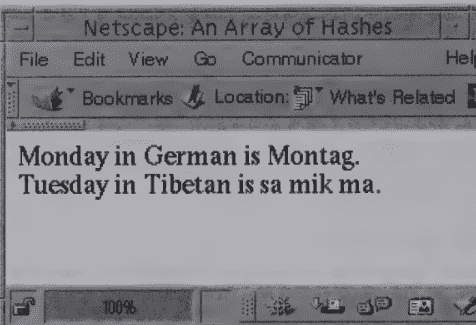 Netscape: An Array of Hashes
File Edit View Go Communicator Help
Bookmarks Location: What's Related
Monday in German is Montag.
Tuesday in Tibetan is sa mik ma.
100%